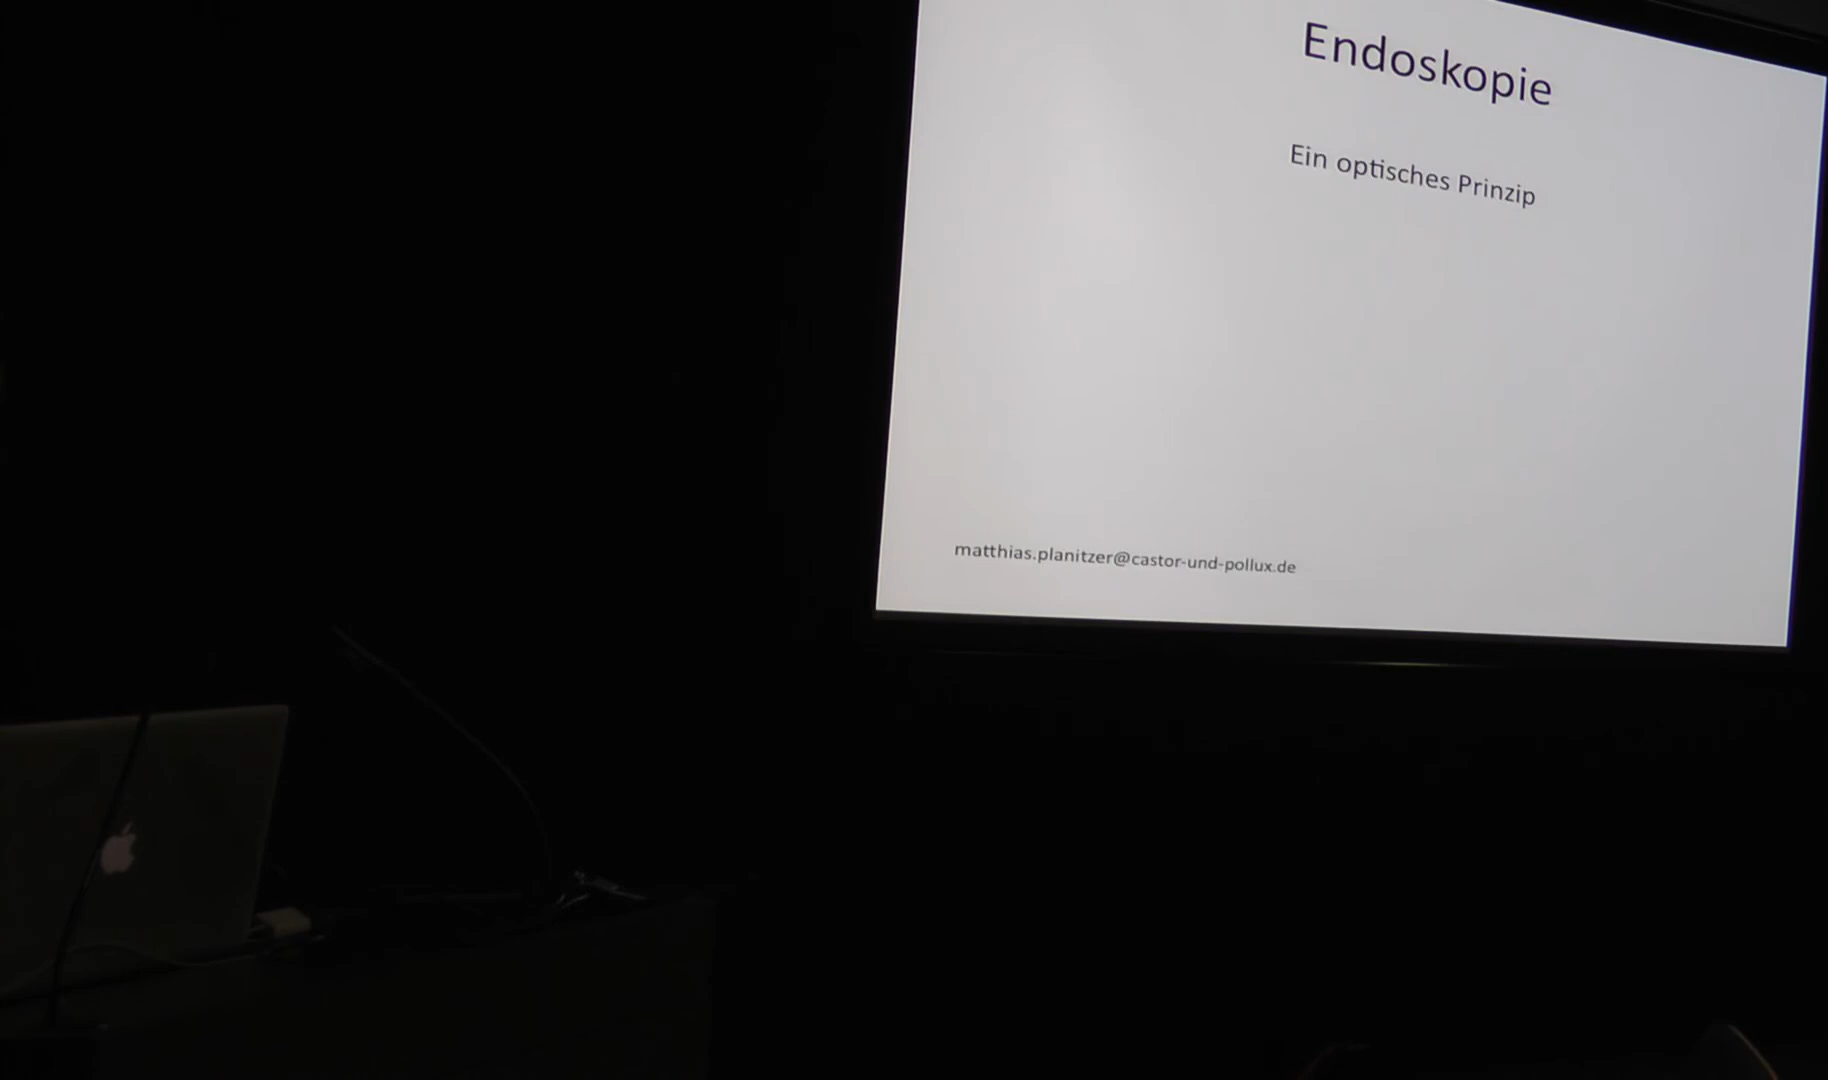 Endoskopie
Ein optisches Prinzip
matthias.planitzer@castor-und-pollux.de